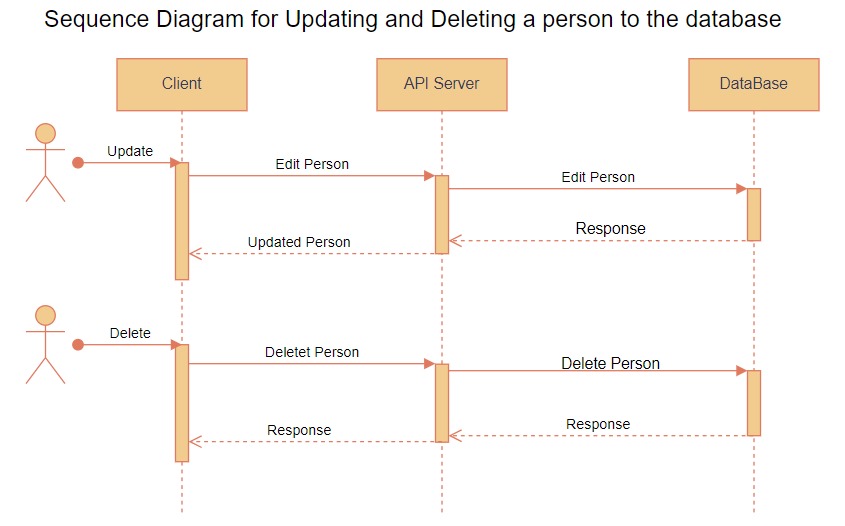 Sequence Diagram for Updating and Deleting a person to the database
Client
API Server
DataBase
Update
Edit Person
Edit Person
Response
Updated Person
Delete
Deletet Person
Delete Person
Response
Response